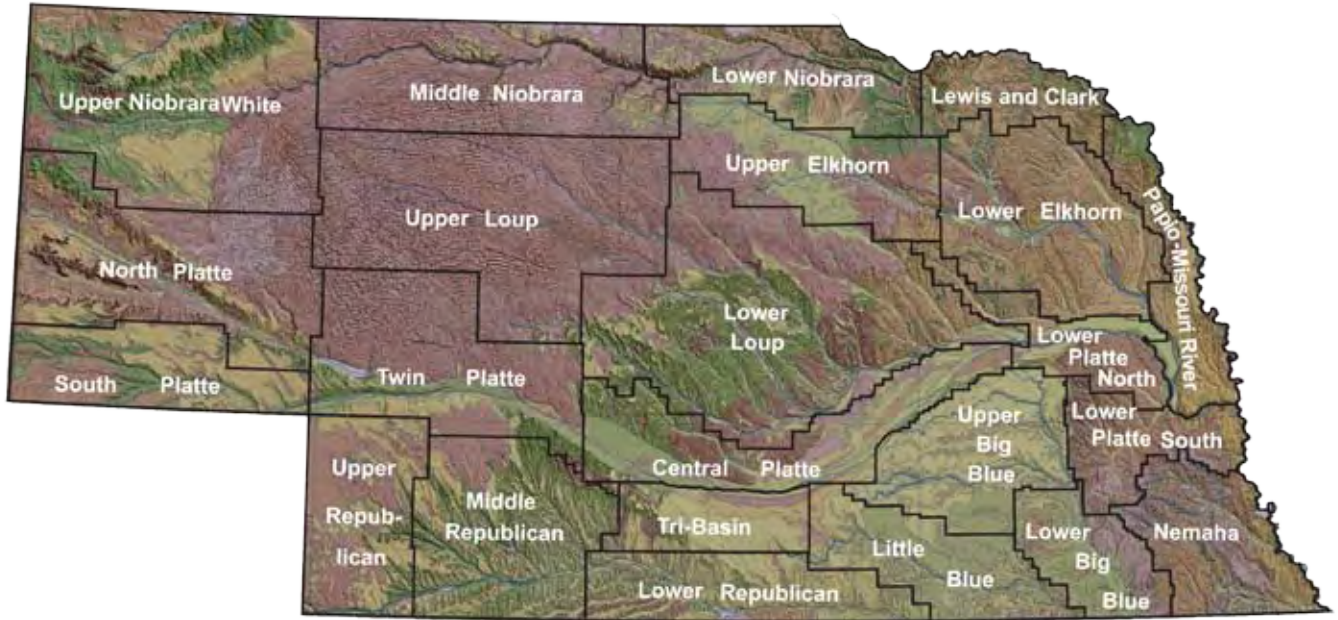 Upper Niobrara White
Middle Niobrara
Lower Niobrara
Lewis and Clark
Upper Elkhorn
Lower Elkhorn
Papio-Missouri River
Upper Loup
North Platte
Lower
Loup
Lower
Platte
North
South Platte
Twin Platte
Central Platte
Upper
Big
Blue
Lower
Platte South
Upper
Repub-
lican
Middle
Republican
Tri-Basin
Little
Blue
Lower
Big
Blue
Nemaha
Lower Republican